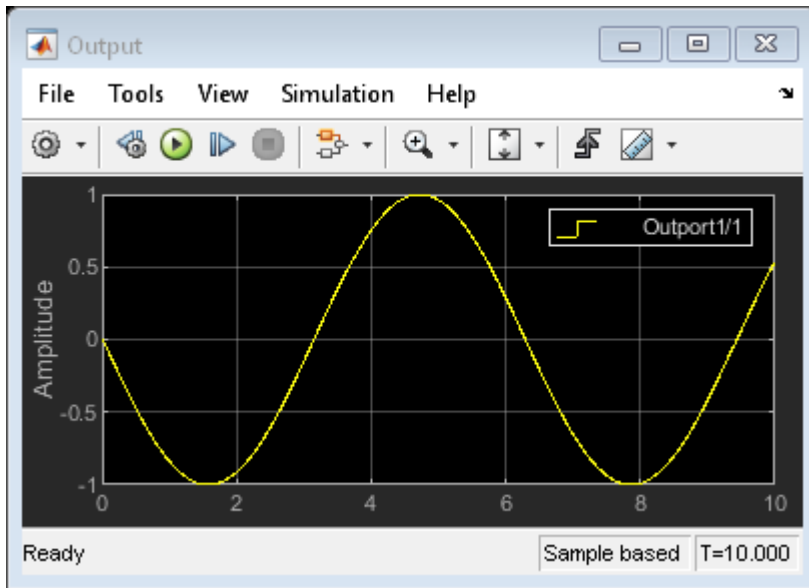 Output
File Tools View Simulation Help
Outport1/1
Amplitude
1
0.5
0
-0.5
-1
0 2 4 6 8 10
Ready Sample based T=10.000